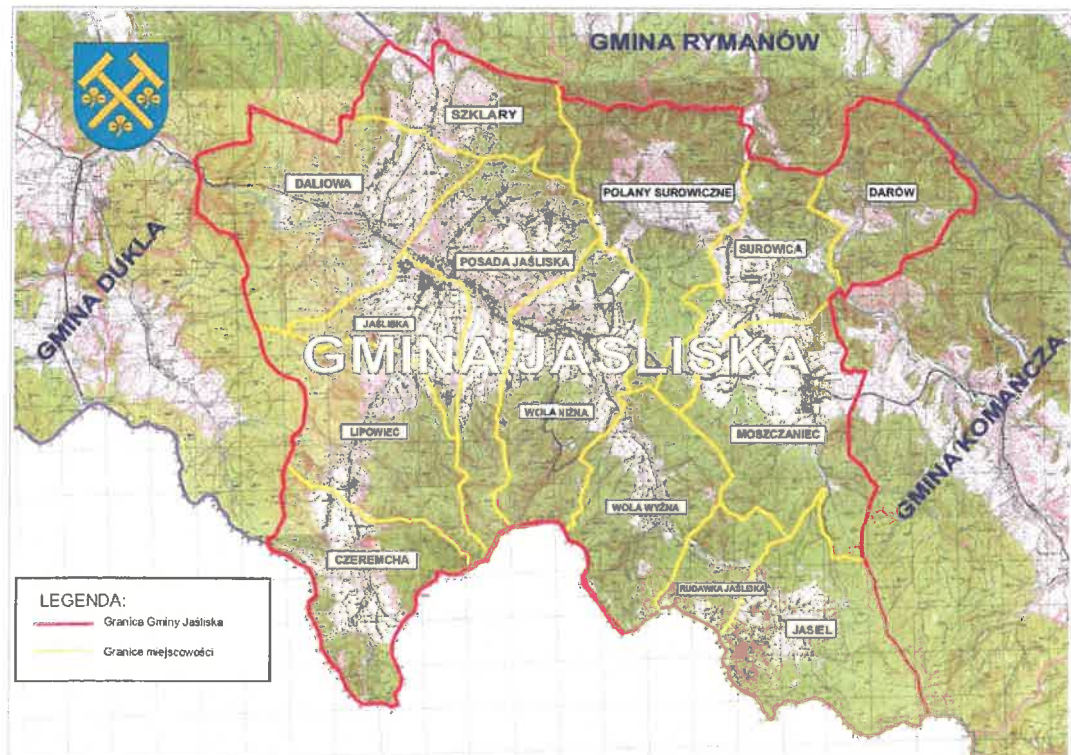 GMINA RYMANÓW
SZKLARY
DALIOWA
POLANY SUROWICZNE
DARÓW
GMINA DUKLA
POSADA JAŚLISKA
SUROWICA
JAŚLISKA
GMINA JAŚLISKA
WOLA NIŻNA
LIPOWIEC
MOSZCZANIEC
GMINA KOMAŃCZA
WOLA WYŻNA
CZEREMCHA
RUDAWKA JAŚLISKA
JASIEL
LEGENDA:
Granica Gminy Jaśliska
Granice miejscowości